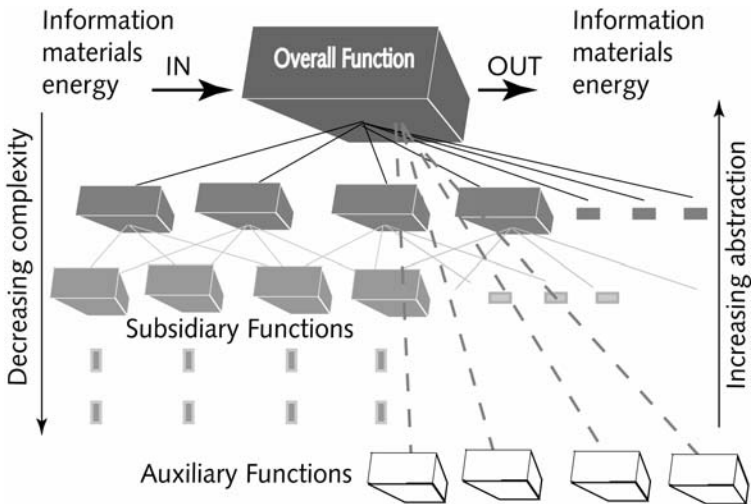 Information
materials
energy
IN
Overall Function
OUT
Information
materials
energy
Decreasing complexity
Increasing abstraction
Subsidiary Functions
Auxiliary Functions